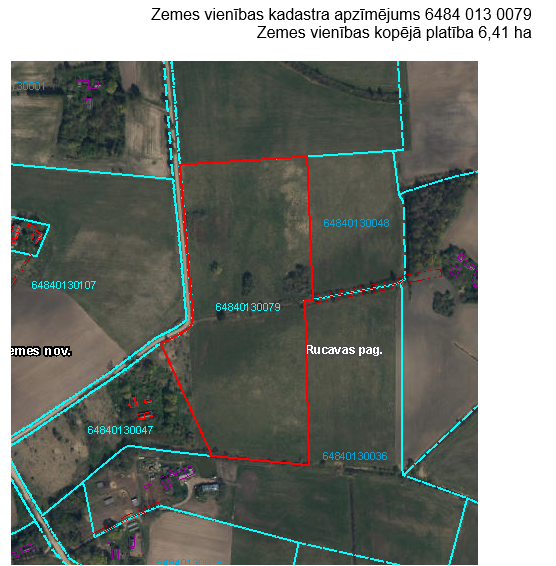 Zemes vienības kadastra apzīmējums 6484 013 0079
Zemes vienības kopējā platība 6,41 ha
64840130048
64840130107
64840130079
emes nov.
Rucavas pag.
64840130047
64840130036